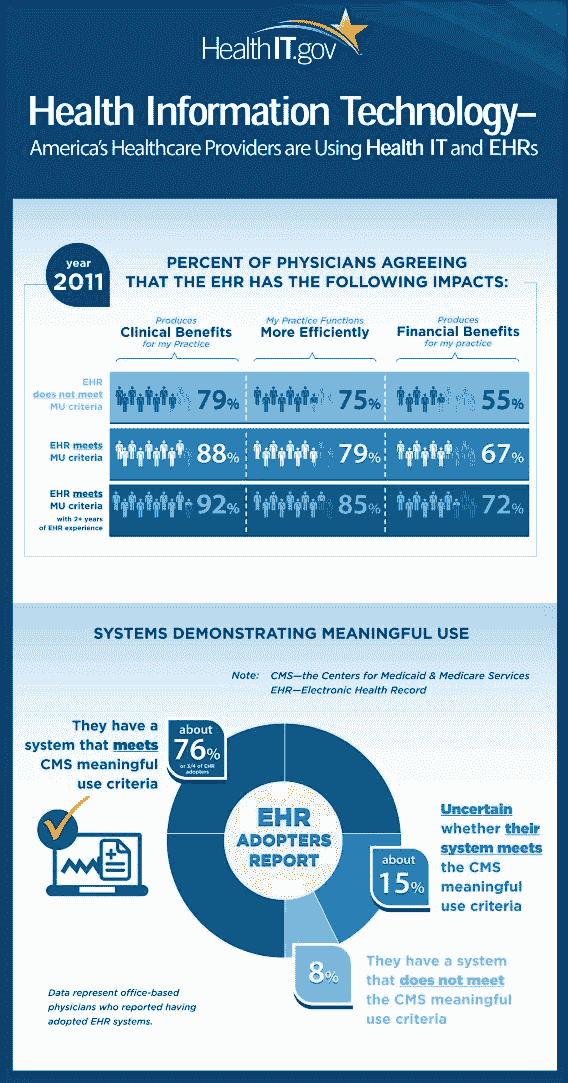 HealthIT.gov
Health Information Technology–
America's Healthcare Providers are Using Health IT and EHRs
year
2011
PERCENT OF PHYSICIANS AGREEING
THAT THE EHR HAS THE FOLLOWING IMPACTS:
Produces
Clinical Benefits
for my Practice
My Practice Functions
More Efficiently
Produces
Financial Benefits
for my practice
EHR
does not meet
MU criteria
79%
75%
55%
EHR meets
MU criteria
88%
79%
67%
EHR meets
MU criteria
with 2+ years
of EHR experience
92%
85%
72%
SYSTEMS DEMONSTRATING MEANINGFUL USE
Note: CMS—the Centers for Medicaid & Medicare Services
EHR—Electronic Health Record
They have a
system that meets
CMS meaningful
use criteria
about
76%
or 3/4 of EHR
adopters
EHR
ADOPTERS
REPORT
Uncertain
whether their
system meets
the CMS
meaningful
use criteria
about
15%
8%
They have a system
that does not meet
the CMS meaningful
use criteria
Data represent office-based
physicians who reported having
adopted EHR systems.